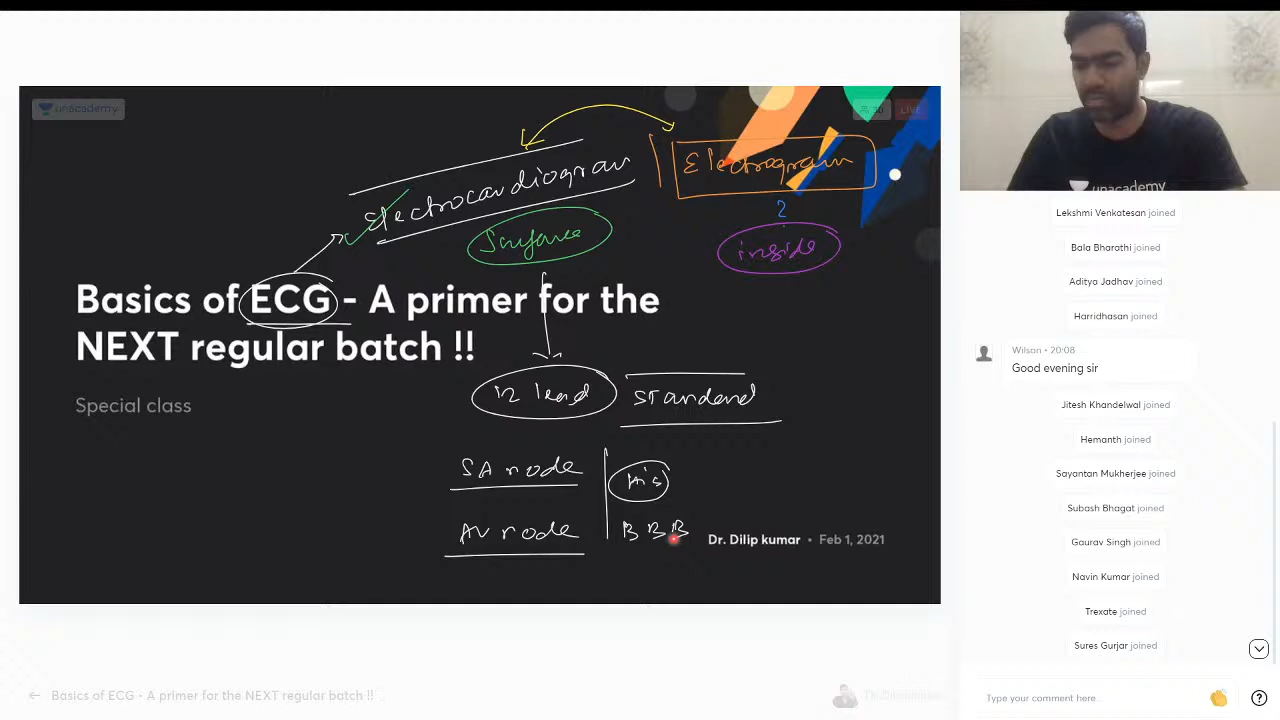 unacademy
30 LIVE
Electrocardiogram
Electrogram
Surface
2
inside
Basics of ECG - A primer for the
NEXT regular batch !!
Special class
12 lead standard
SA node His
AV node BBB
Dr. Dilip kumar • Feb 1, 2021
unacademy
Lekshmi Venkatesan joined
Bala Bharothi joined
Aditya Jadhav joined
Harridhasan joined
Wilson • 20:08
Good evening sir
Jitesh Khandelwal joined
Hemanth joined
Sayantan Mukherjee joined
Subash Bhagat joined
Gaurav Singh joined
Navin Kumar joined
Trexate joined
Sures Gurjar joined
Basics of ECG - A primer for the NEXT regular batch !!
Type your comment here...